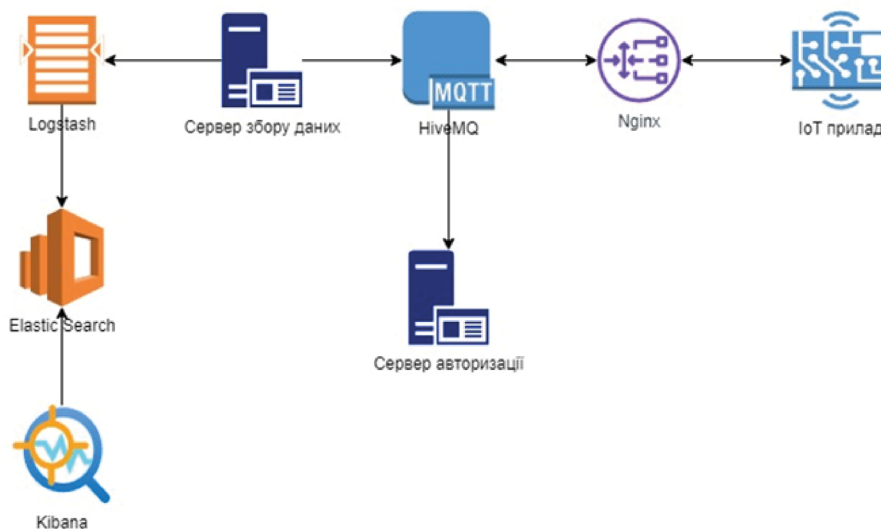 MQTT
Logstash
Сервер збору даних
HiveMQ
Nginx
IoT прилад
Elastic Search
Сервер авторизації
Kibana